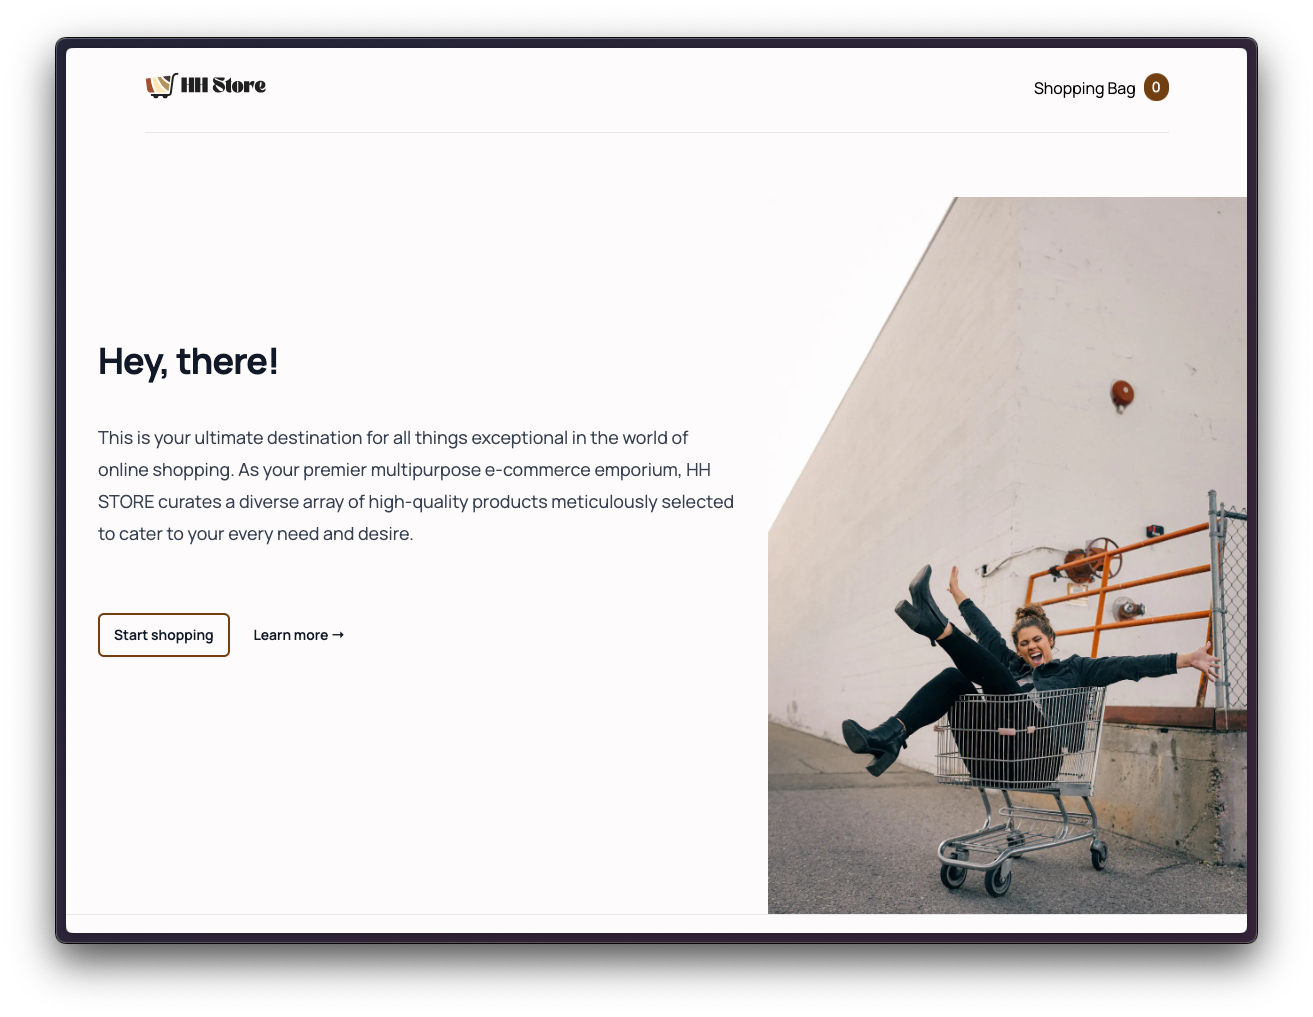 HH Store
Shopping Bag 0
Hey, there!
This is your ultimate destination for all things exceptional in the world of
online shopping. As your premier multipurpose e-commerce emporium, HH
STORE curates a diverse array of high-quality products meticulously selected
to cater to your every need and desire.
Start shopping
Learn more →